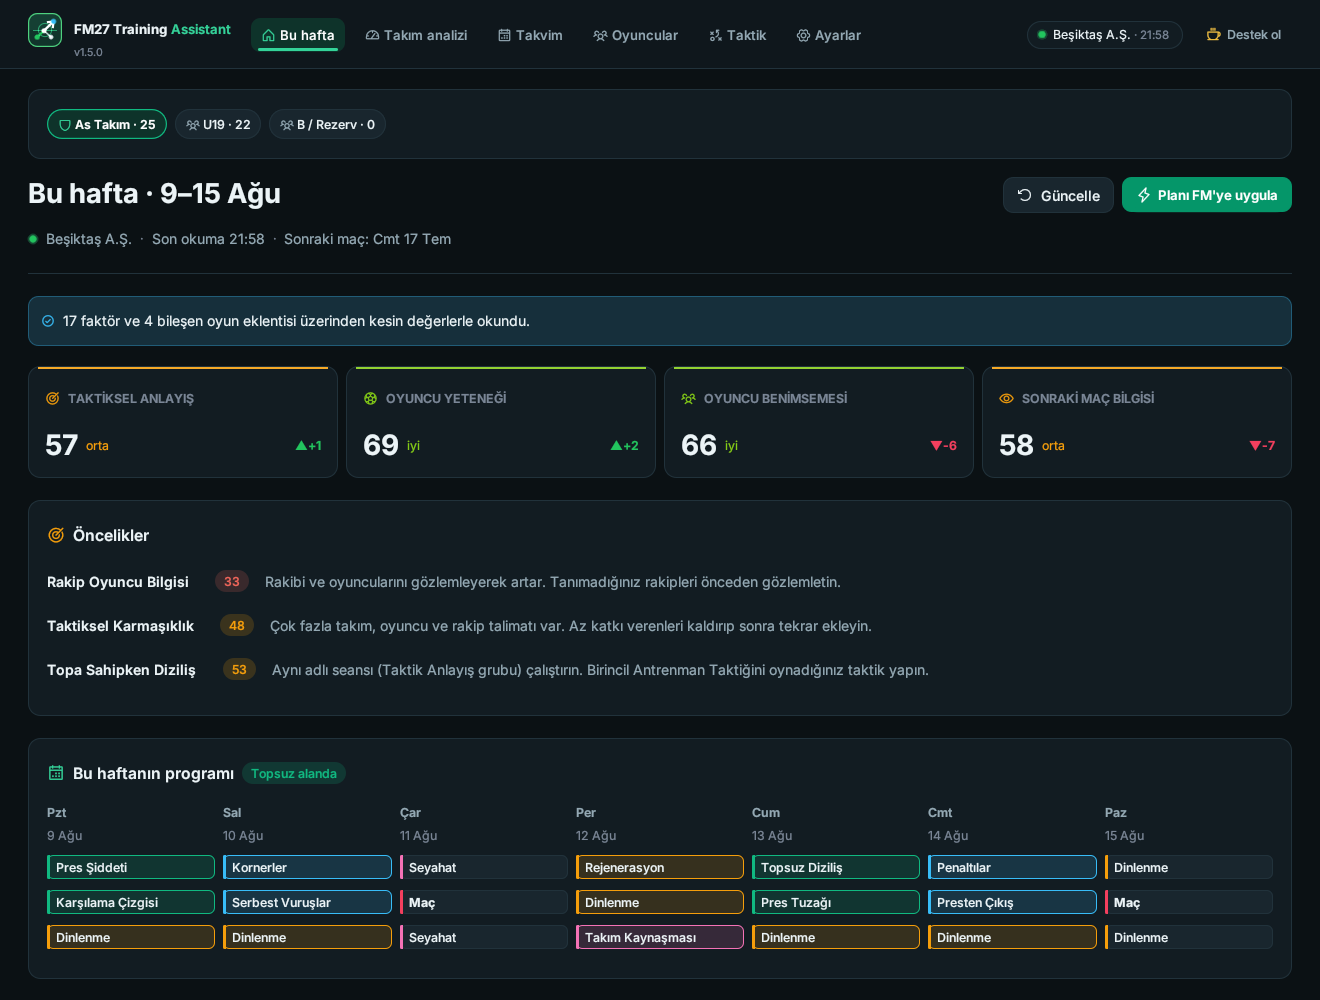 FM27 Training Assistant
v1.5.0
Bu hafta
Takım analizi
Takvim
Oyuncular
Taktik
Ayarlar
Beşiktaş A.Ş. · 21:58
Destek ol
As Takım · 25
U19 · 22
B / Rezerv · 0
Bu hafta · 9–15 Ağu
Güncelle
Planı FM'ye uygula
Beşiktaş A.Ş. · Son okuma 21:58 · Sonraki maç: Cmt 17 Tem
17 faktör ve 4 bileşen oyun eklentisi üzerinden kesin değerlerle okundu.
TAKTİKSEL ANLAYIŞ
57 orta ▲+1
OYUNCU YETENEĞİ
69 iyi ▲+2
OYUNCU BENİMSEMESİ
66 iyi ▼-6
SONRAKİ MAÇ BİLGİSİ
58 orta ▼-7
Öncelikler
Rakip Oyuncu Bilgisi 33 Rakibi ve oyuncularını gözlemleyerek artar. Tanımadığınız rakipleri önceden gözlemletin.
Taktiksel Karmaşıklık 48 Çok fazla takım, oyuncu ve rakip talimatı var. Az katkı verenleri kaldırıp sonra tekrar ekleyin.
Topa Sahipken Diziliş 53 Aynı adlı seansı (Taktik Anlayış grubu) çalıştırın. Birincil Antrenman Taktiğini oynadığınız taktik yapın.
Bu haftanın programı Topsuz alanda
Pzt Sal Çar Per Cum Cmt Paz
9 Ağu 10 Ağu 11 Ağu 12 Ağu 13 Ağu 14 Ağu 15 Ağu
Pres Şiddeti Kornerler Seyahat Rejenerasyon Topsuz Diziliş Penaltılar Dinlenme
Karşılama Çizgisi Serbest Vuruşlar Maç Dinlenme Pres Tuzağı Presten Çıkış Maç
Dinlenme Dinlenme Seyahat Takım Kaynaşması Dinlenme Dinlenme Dinlenme